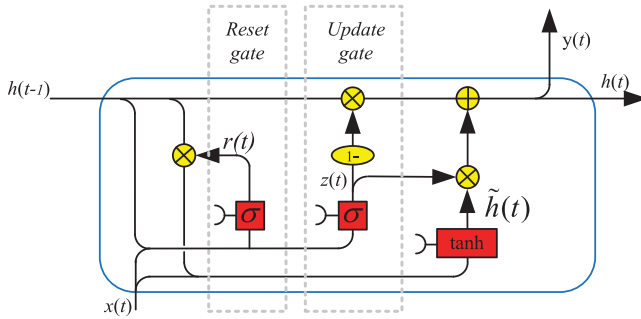 Reset gate
Update gate
y(t)
h(t-1)
h(t)
r(t)
1-
z(t)
σ
σ
h̃(t)
tanh
x(t)